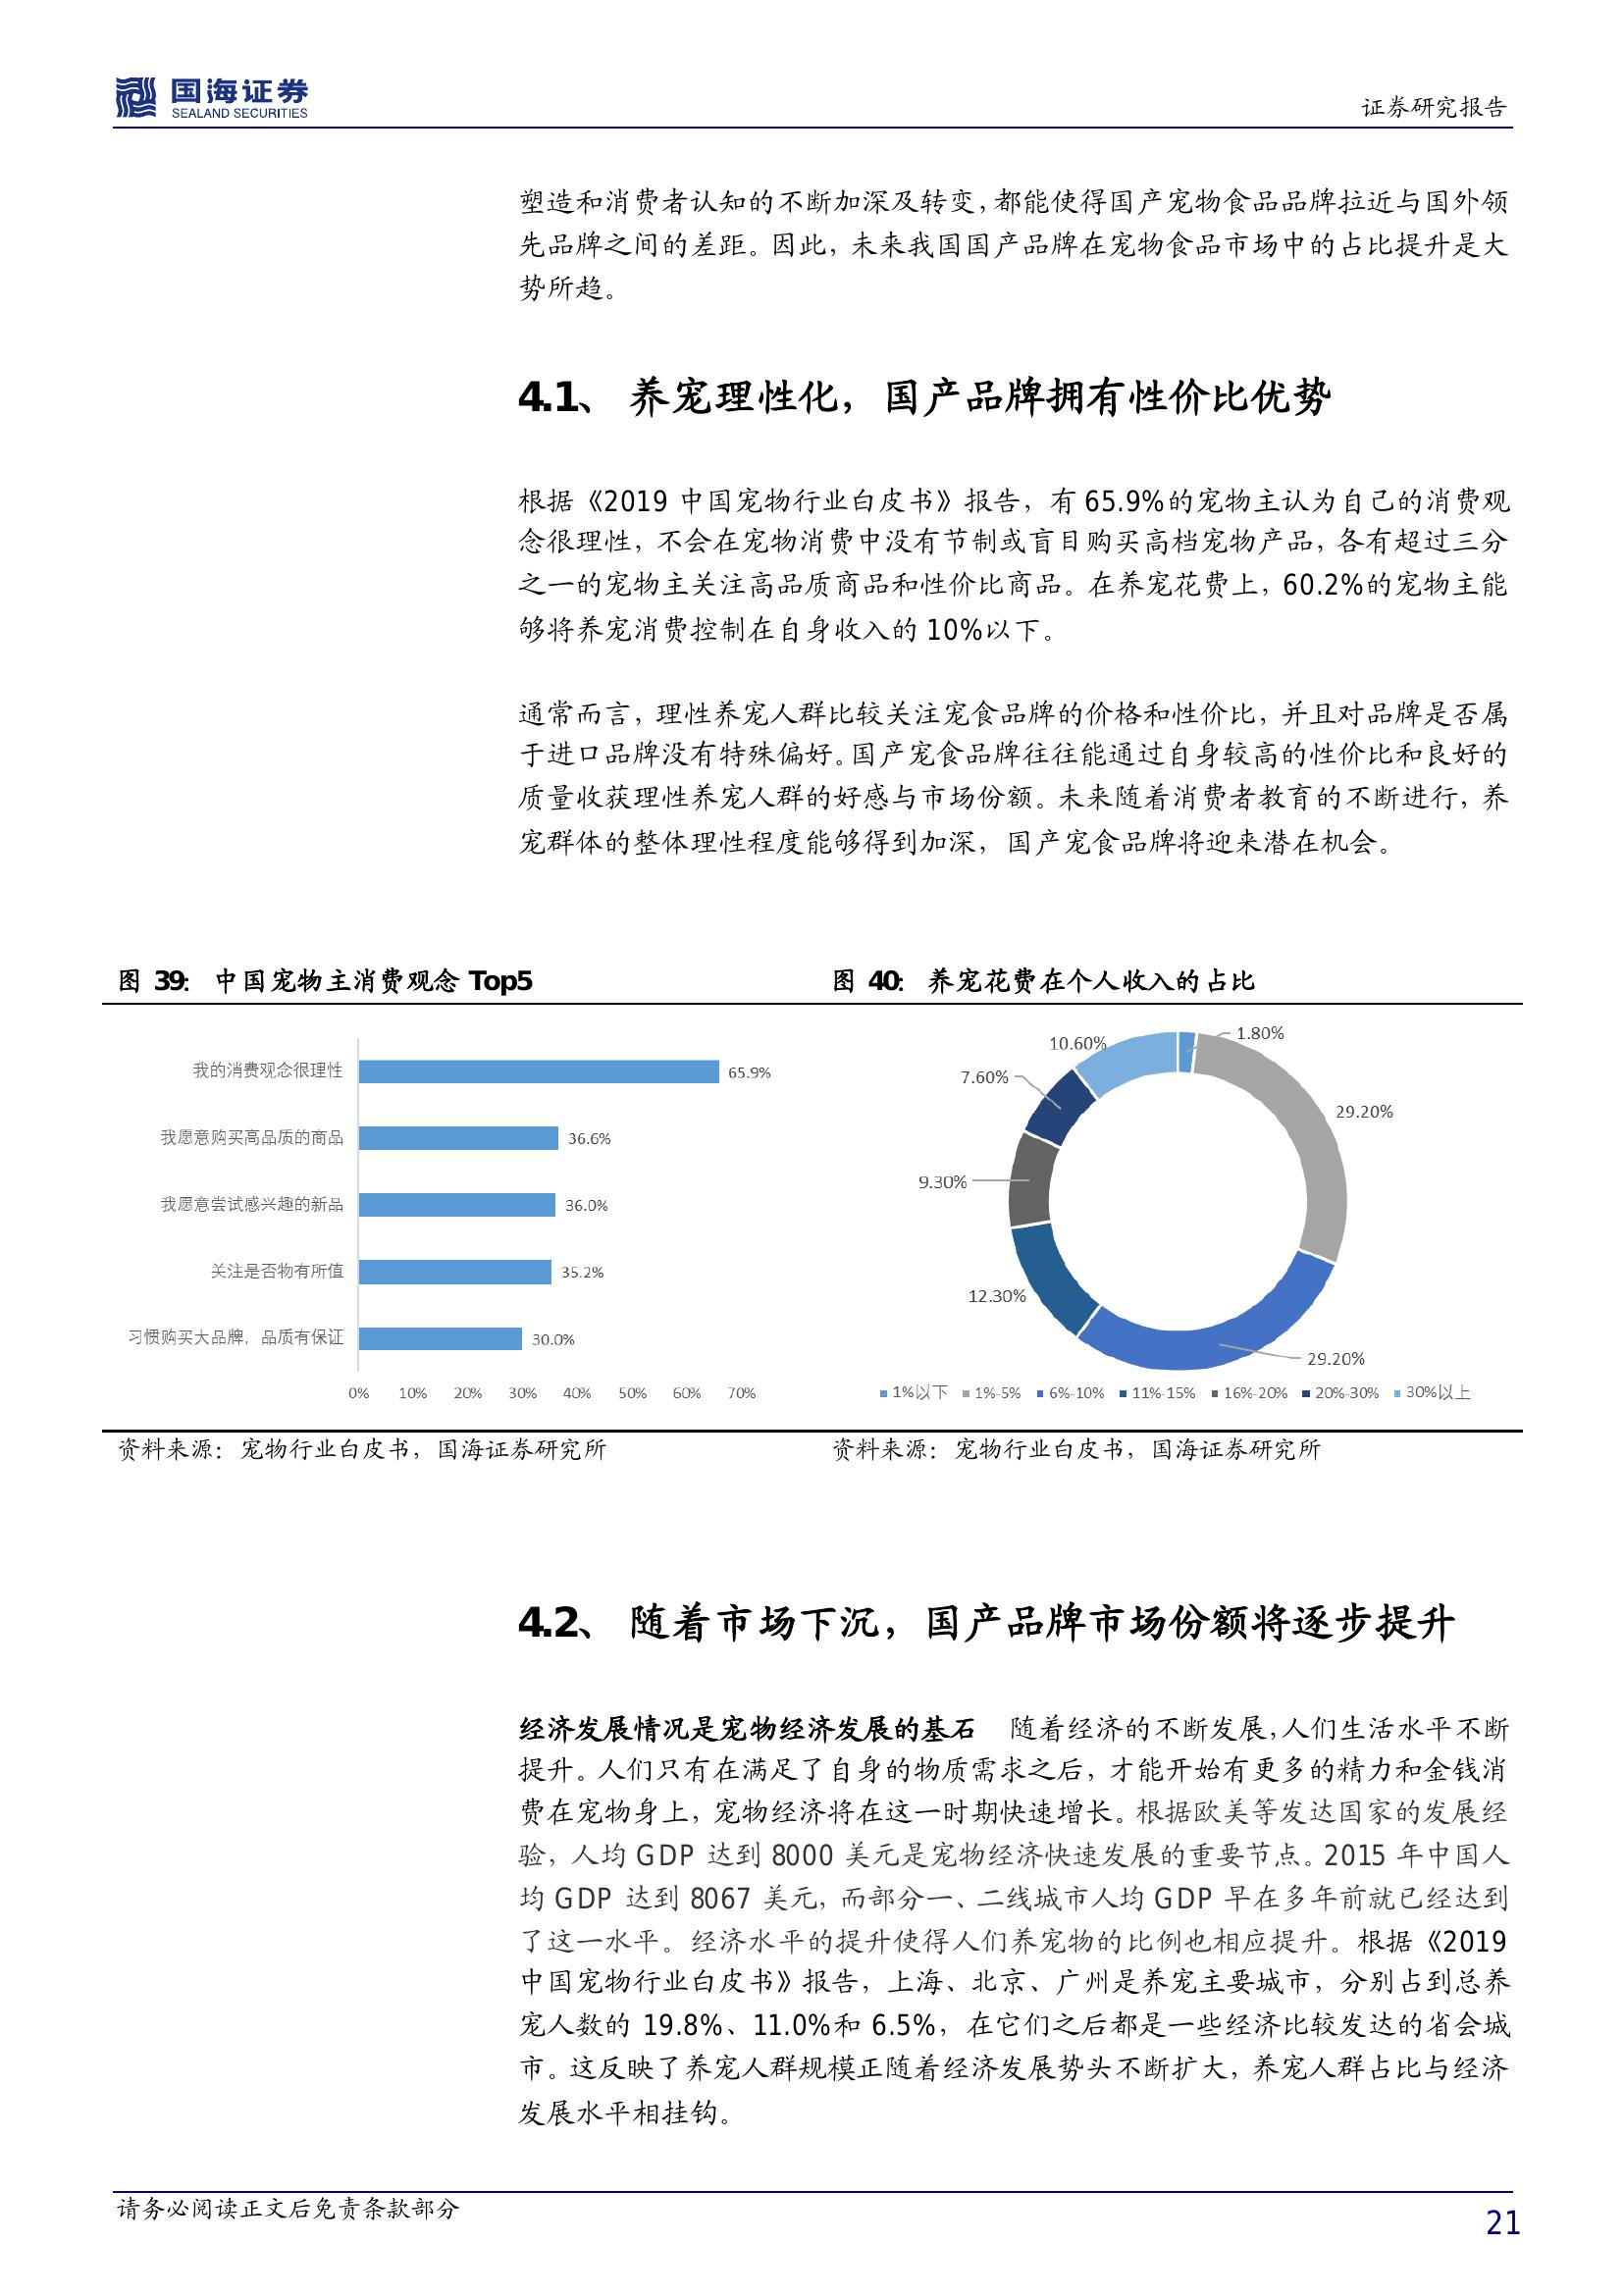 国海证券
SEALAND SECURITIES
证券研究报告
塑造和消费者认知的不断加深及转变，都能使得国产宠物食品品牌拉近与国外领
先品牌之间的差距。因此，未来我国国产品牌在宠物食品市场中的占比提升是大
势所趋。
4.1、 养宠理性化，国产品牌拥有性价比优势
根据《2019 中国宠物行业白皮书》报告，有 65.9%的宠物主认为自己的消费观
念很理性，不会在宠物消费中没有节制或盲目购买高档宠物产品，各有超过三分
之一的宠物主关注高品质商品和性价比商品。在养宠花费上，60.2%的宠物主能
够将养宠消费控制在自身收入的 10%以下。
通常而言，理性养宠人群比较关注宠食品牌的价格和性价比，并且对品牌是否属
于进口品牌没有特殊偏好。国产宠食品牌往往能通过自身较高的性价比和良好的
质量收获理性养宠人群的好感与市场份额。未来随着消费者教育的不断进行，养
宠群体的整体理性程度能够得到加深，国产宠食品牌将迎来潜在机会。
图 39： 中国宠物主消费观念 Top5
我的消费观念很理性 65.9%
我愿意购买高品质的商品 36.6%
我愿意尝试感兴趣的新品 36.0%
关注是否物有所值 35.2%
习惯购买大品牌，品质有保证 30.0%
0% 10% 20% 30% 40% 50% 60% 70%
资料来源：宠物行业白皮书，国海证券研究所
图 40： 养宠花费在个人收入的占比
1.80%
10.60%
7.60%
29.20%
9.30%
12.30%
29.20%
1%以下 1%-5% 6%-10% 11%-15% 16%-20% 20%-30% 30%以上
资料来源：宠物行业白皮书，国海证券研究所
4.2、 随着市场下沉，国产品牌市场份额将逐步提升
经济发展情况是宠物经济发展的基石 随着经济的不断发展，人们生活水平不断
提升。人们只有在满足了自身的物质需求之后，才能开始有更多的精力和金钱消
费在宠物身上，宠物经济将在这一时期快速增长。根据欧美等发达国家的发展经
验，人均 GDP 达到 8000 美元是宠物经济快速发展的重要节点。2015 年中国人
均 GDP 达到 8067 美元，而部分一、二线城市人均 GDP 早在多年前就已经达到
了这一水平。经济水平的提升使得人们养宠物的比例也相应提升。根据《2019
中国宠物行业白皮书》报告，上海、北京、广州是养宠主要城市，分别占到总养
宠人数的 19.8%、11.0%和 6.5%，在它们之后都是一些经济比较发达的省会城
市。这反映了养宠人群规模正随着经济发展势头不断扩大，养宠人群占比与经济
发展水平相挂钩。
请务必阅读正文后免责条款部分
21